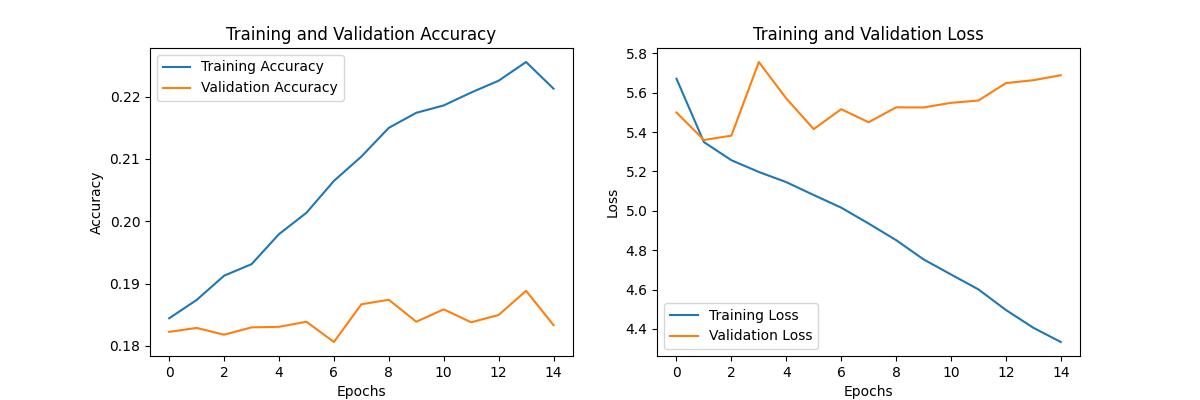 Training and Validation Accuracy
Training Accuracy
Validation Accuracy
0.22
0.21
0.20
0.19
0.18
Accuracy
0 2 4 6 8 10 12 14
Epochs
Training and Validation Loss
5.8
5.6
5.4
5.2
5.0
4.8
4.6
4.4
Loss
Training Loss
Validation Loss
0 2 4 6 8 10 12 14
Epochs